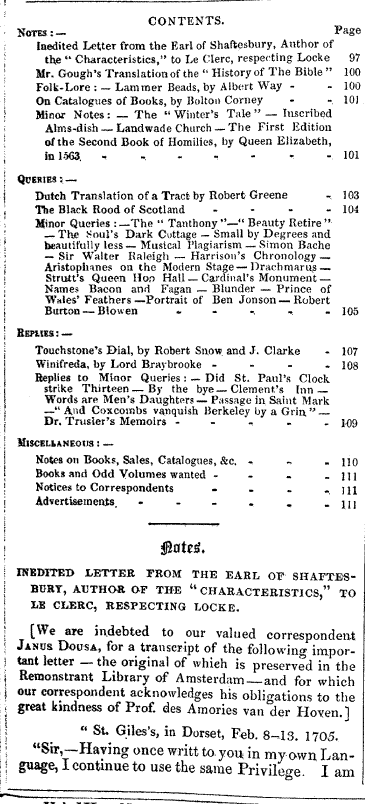 CONTENTS.
NOTES : — Page
Inedited Letter from the Earl of Shaftesbury, Author of
the " Characteristics," to Le Clerc, respecting Locke 97
Mr. Gough's Translation of the " History of The Bible " 100
Folk-Lore : — Lammer Beads, by Albert Way - - 100
On Catalogues of Books, by Bolton Corney - - 101
Minor Notes : — The " Winter's Tale " — Inscribed
Alms-dish — Landwade Church — The First Edition
of the Second Book of Homilies, by Queen Elizabeth,
in 1563. - - - - - - - 101
QUERIES : —
Dutch Translation of a Tract by Robert Greene - 103
The Black Rood of Scotland - - - - 104
Minor Queries : — The " Tanthony "—" Beauty Retire "
— The Soul's Dark Cottage — Small by Degrees and
beautifully less — Musical Plagiarism — Simon Bache
— Sir Walter Raleigh — Harrison's Chronology —
Aristophanes on the Modern Stage — Drachmarus —
Strutt's Queen Hoo Hall — Cardinal's Monument —
Names Bacon and Fagan — Blunder — Prince of
Wales' Feathers — Portrait of Ben Jonson — Robert
Burton — Blowen - - - - - 105
REPLIES : —
Touchstone's Dial, by Robert Snow and J. Clarke - 107
Winifreda, by Lord Braybrooke - - - - 108
Replies to Minor Queries : — Did St. Paul's Clock
strike Thirteen — By the bye — Clement's Inn —
Words are Men's Daughters — Passage in Saint Mark
—" And Coxcombs vanquish Berkeley by a Grin " —
Dr. Trusler's Memoirs - - - - - 109
MISCELLANEOUS : —
Notes on Books, Sales, Catalogues, &c. - - - 110
Books and Odd Volumes wanted - - - - 111
Notices to Correspondents - - - - 111
Advertisements - - - - - - 111
Notes.
INEDITED LETTER FROM THE EARL OF SHAFTES-
BURY, AUTHOR OF THE " CHARACTERISTICS," TO
LE CLERC, RESPECTING LOCKE.
[We are indebted to our valued correspondent
JANUS DOUSA, for a transcript of the following impor-
tant letter — the original of which is preserved in the
Remonstrant Library of Amsterdam — and for which
our correspondent acknowledges his obligations to the
great kindness of Prof. des Amories van der Hoven.]
" St. Giles's, in Dorset, Feb. 8-13. 1705.
"Sir,—Having once writt to you in my own Lan-
guage, I continue to use the same Privilege. I am